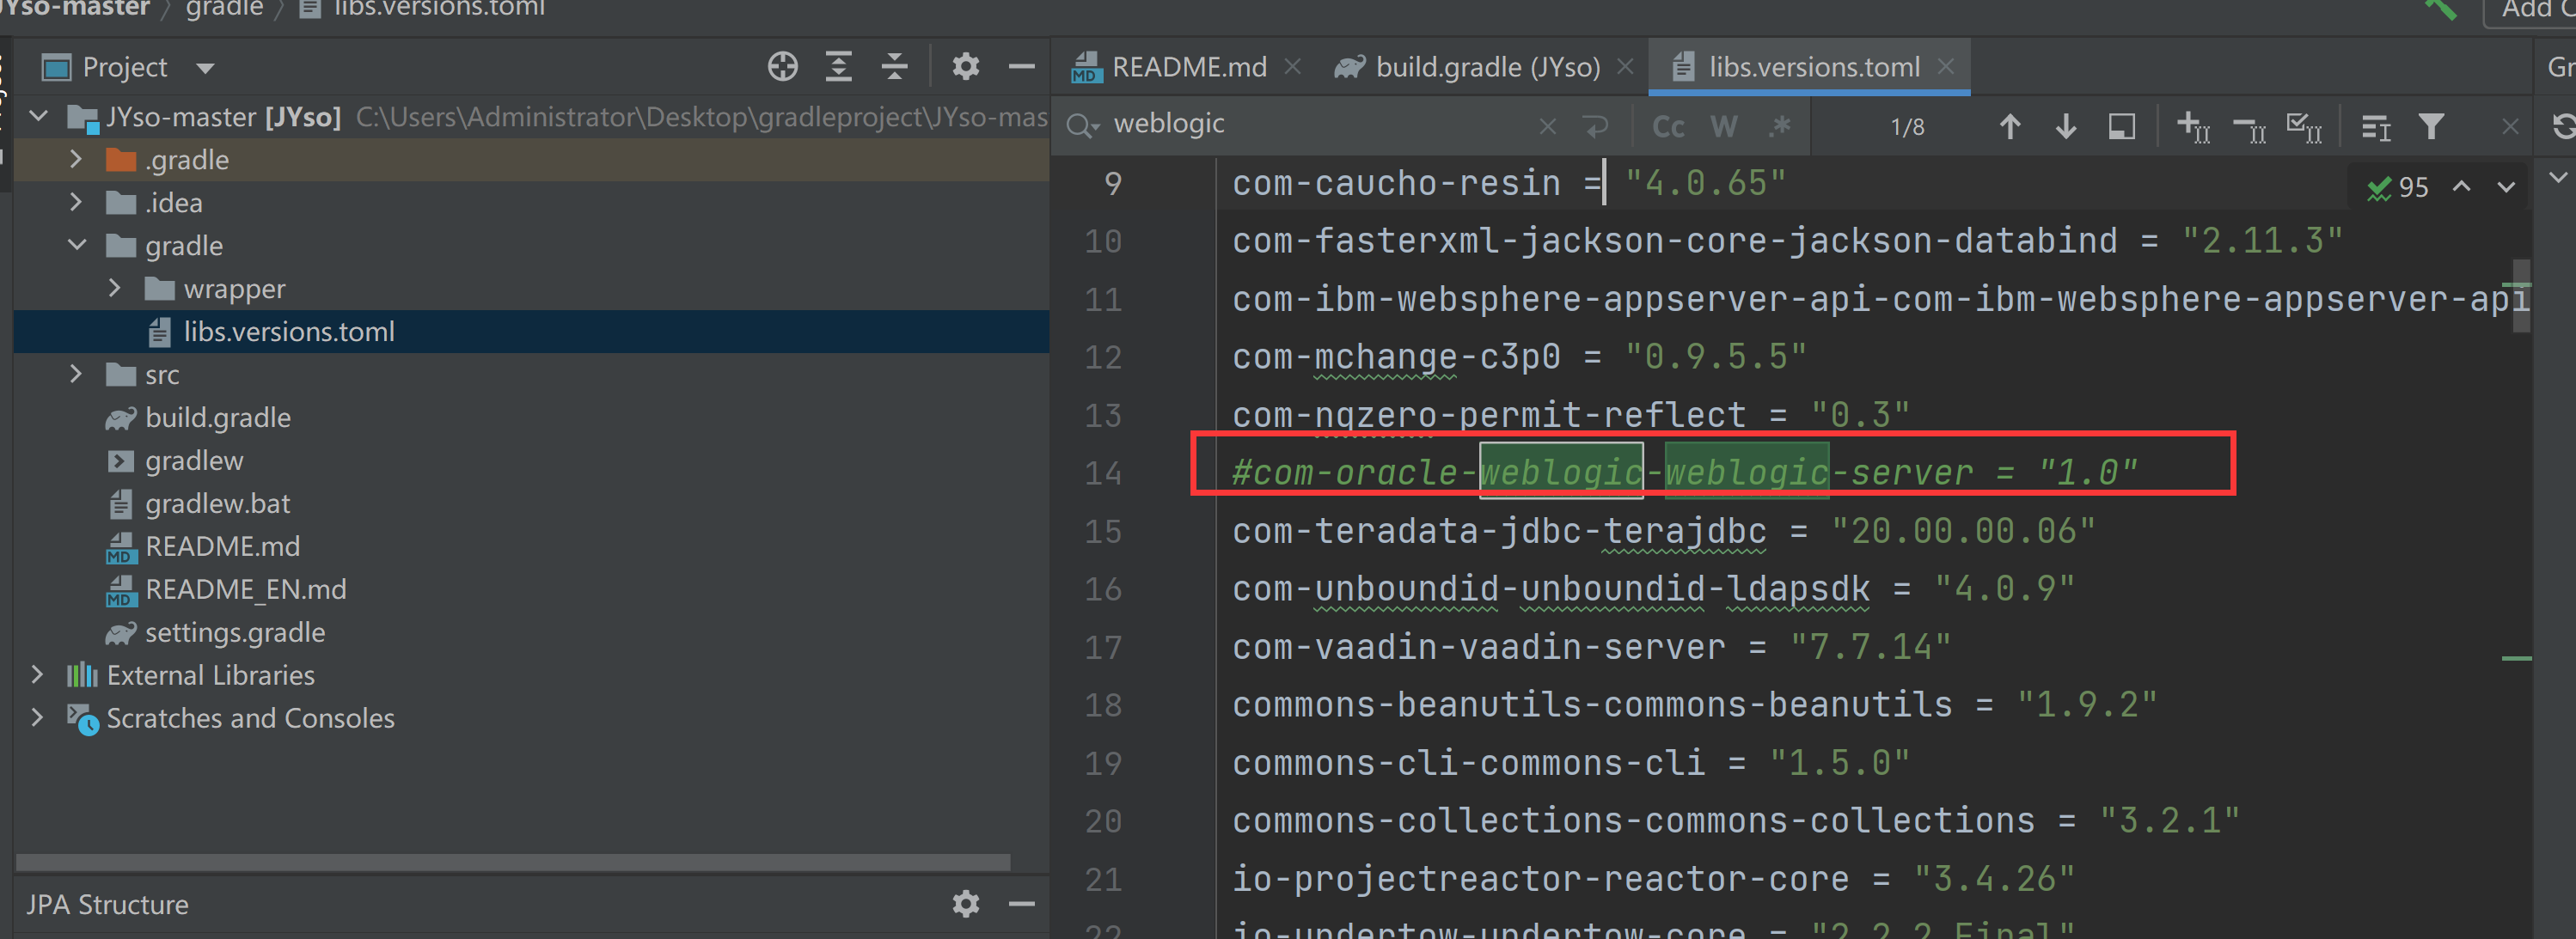 JYso-master gradle libs.versions.toml
Add C
Project
README.md
build.gradle (JYso)
libs.versions.toml
Gr
JYso-master [JYso] C:\Users\Administrator\Desktop\gradleproject\JYso-mas
weblogic
Cc W .*
1/8
.gradle
.idea
gradle
wrapper
libs.versions.toml
src
build.gradle
gradlew
gradlew.bat
README.md
README_EN.md
settings.gradle
External Libraries
Scratches and Consoles
JPA Structure
95
9 com-caucho-resin = "4.0.65"
10 com-fasterxml-jackson-core-jackson-databind = "2.11.3"
11 com-ibm-websphere-appserver-api-com-ibm-websphere-appserver-api
12 com-mchange-c3p0 = "0.9.5.5"
13 com-nqzero-permit-reflect = "0.3"
14 #com-oracle-weblogic-weblogic-server = "1.0"
15 com-teradata-jdbc-terajdbc = "20.00.00.06"
16 com-unboundid-unboundid-ldapsdk = "4.0.9"
17 com-vaadin-vaadin-server = "7.7.14"
18 commons-beanutils-commons-beanutils = "1.9.2"
19 commons-cli-commons-cli = "1.5.0"
20 commons-collections-commons-collections = "3.2.1"
21 io-projectreactor-reactor-core = "3.4.26"
22 io-undertow-undertow-core = "2.2.2.Final"